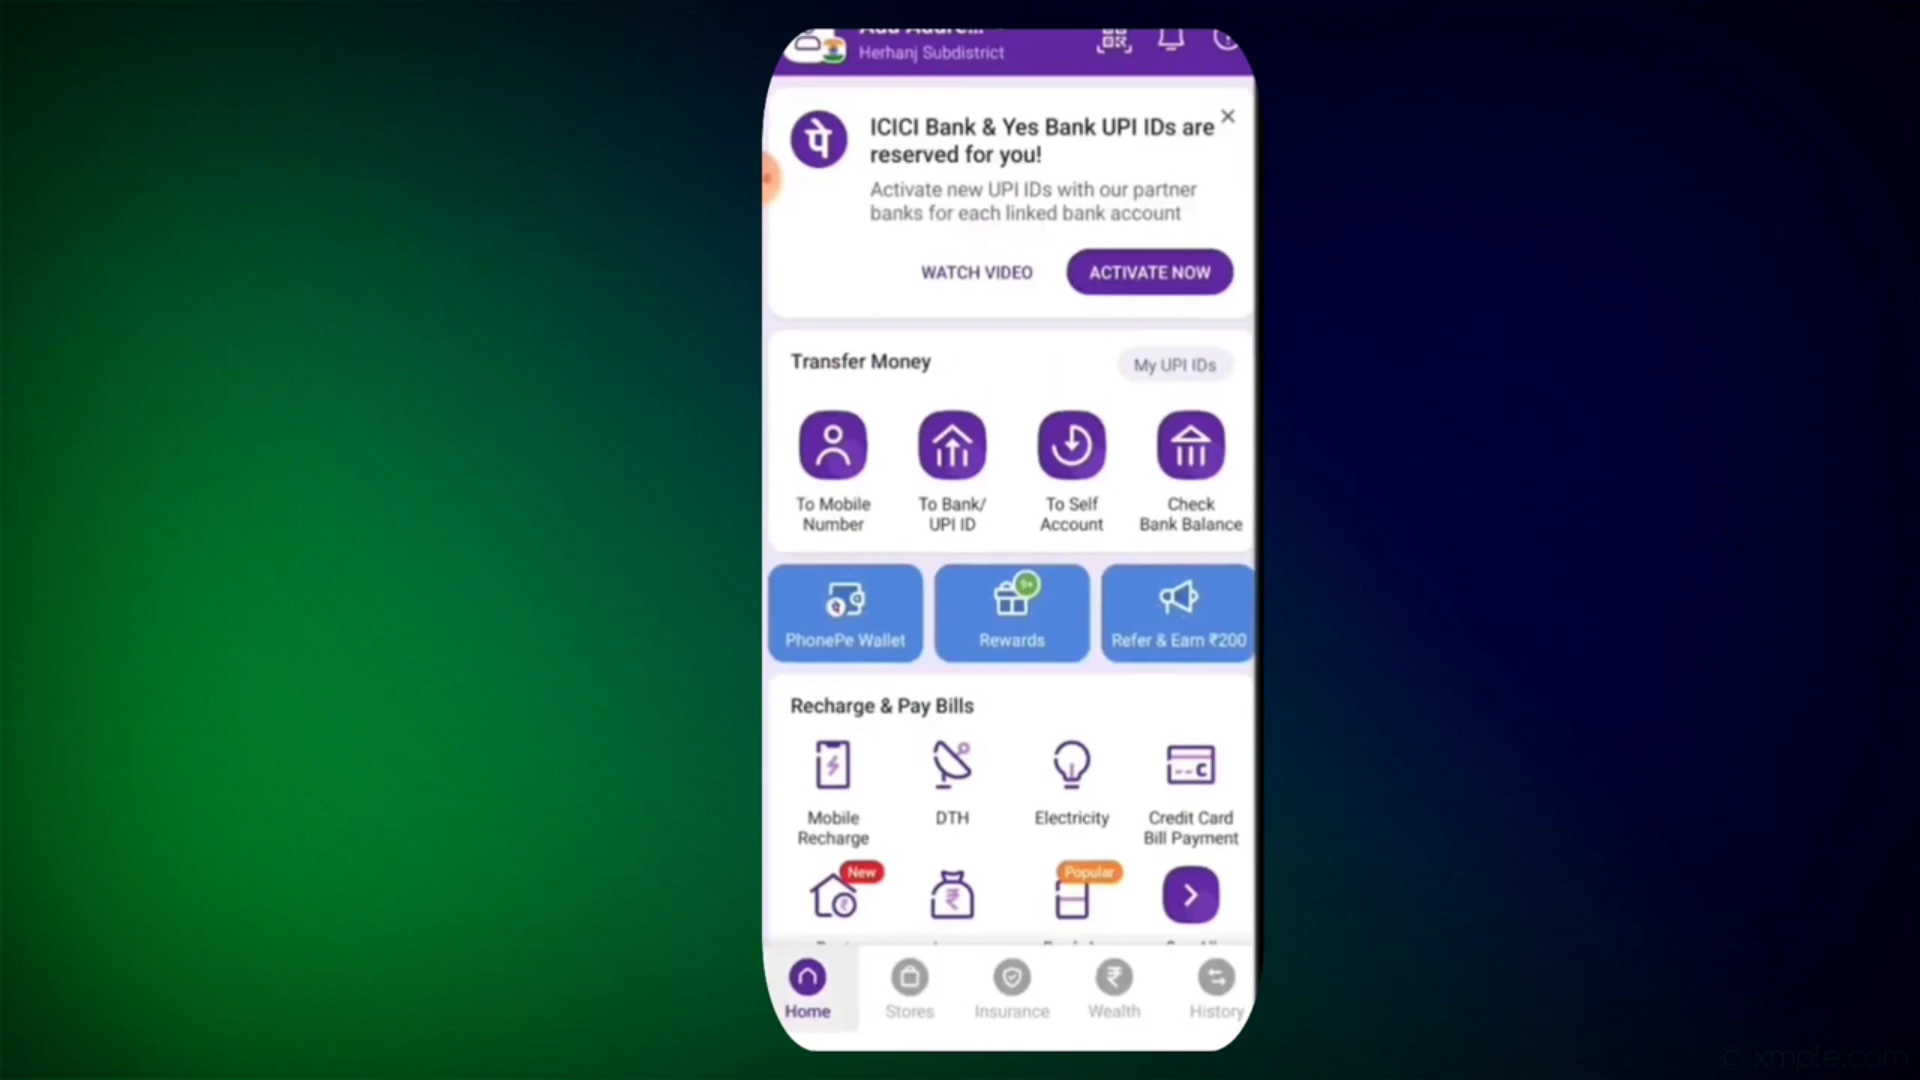 Herhanj Subdistrict
पे
ICICI Bank & Yes Bank UPI IDs are
reserved for you!
Activate new UPI IDs with our partner
banks for each linked bank account
WATCH VIDEO
ACTIVATE NOW
Transfer Money
My UPI IDs
To Mobile
Number
To Bank/
UPI ID
To Self
Account
Check
Bank Balance
PhonePe Wallet
9+
Rewards
Refer & Earn ₹200
Recharge & Pay Bills
Mobile
Recharge
DTH
Electricity
Credit Card
Bill Payment
New
Popular
Home
Stores
Insurance
Wealth
History
© xmple.com